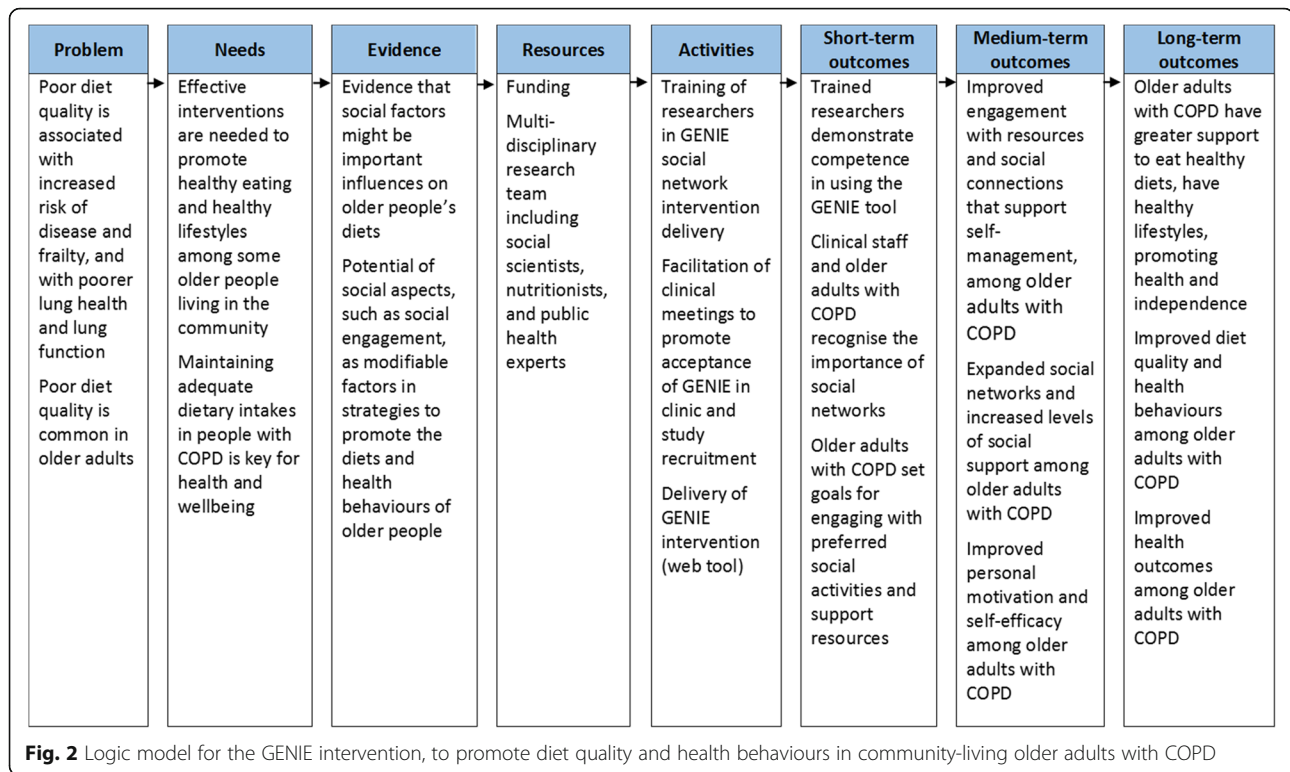 Problem
Poor diet
quality is
associated
with
increased
risk of
disease and
frailty, and
with poorer
lung health
and lung
function
Poor diet
quality is
common in
older adults
Needs
Effective
interventions
are needed to
promote
healthy eating
and healthy
lifestyles
among some
older people
living in the
community
Maintaining
adequate
dietary intakes
in people with
COPD is key for
health and
wellbeing
Evidence
Evidence that
social factors
might be
important
influences on
older people's
diets
Potential of
social aspects,
such as social
engagement,
as modifiable
factors in
strategies to
promote the
diets and
health
behaviours of
older people
Resources
Funding
Multi-
disciplinary
research
team
including
social
scientists,
nutritionists,
and public
health
experts
Activities
Training of
researchers
in GENIE
social
network
intervention
delivery
Facilitation of
clinical
meetings to
promote
acceptance
of GENIE in
clinic and
study
recruitment
Delivery of
GENIE
intervention
(web tool)
Short-term
outcomes
Trained
researchers
demonstrate
competence
in using the
GENIE tool
Clinical staff
and older
adults with
COPD
recognise the
importance of
social
networks
Older adults
with COPD set
goals for
engaging with
preferred
social
activities and
support
resources
Medium-term
outcomes
Improved
engagement
with resources
and social
connections
that support
self-
management,
among older
adults with
COPD
Expanded social
networks and
increased levels
of social
support among
older adults
with COPD
Improved
personal
motivation and
self-efficacy
among older
adults with
COPD
Long-term
outcomes
Older adults
with COPD have
greater support
to eat healthy
diets, have
healthy
lifestyles,
promoting
health and
independence
Improved diet
quality and
health
behaviours
among older
adults with
COPD
Improved
health
outcomes
among older
adults with
COPD
Fig. 2 Logic model for the GENIE intervention, to promote diet quality and health behaviours in community-living older adults with COPD